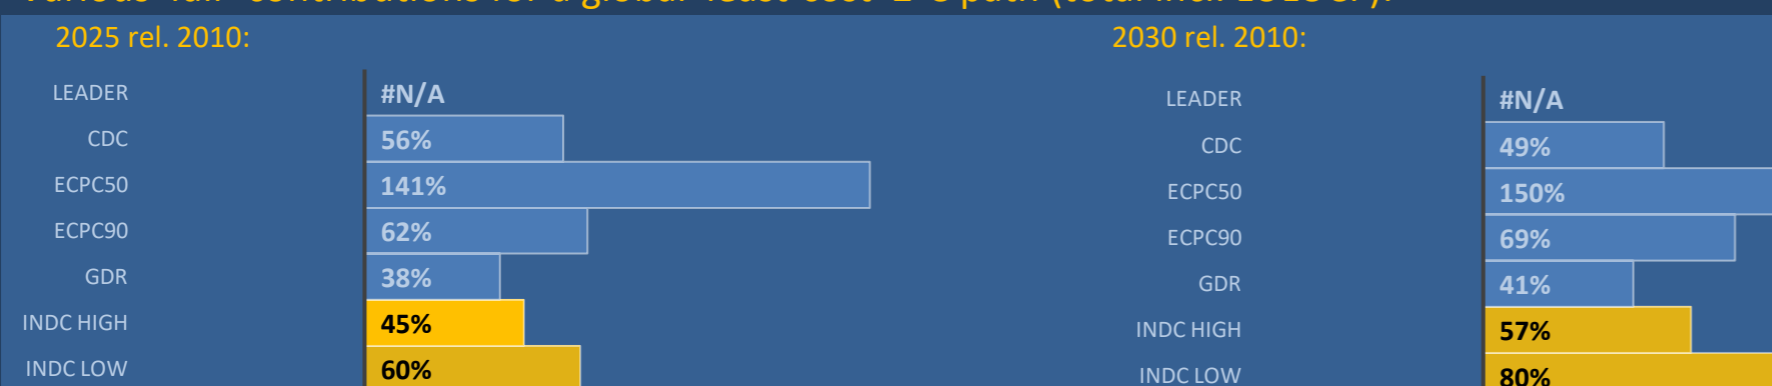 2025 rel. 2010:
LEADER #N/A
CDC 56%
ECPC50 141%
ECPC90 62%
GDR 38%
INDC HIGH 45%
INDC LOW 60%
2030 rel. 2010:
LEADER #N/A
CDC 49%
ECPC50 150%
ECPC90 69%
GDR 41%
INDC HIGH 57%
INDC LOW 80%